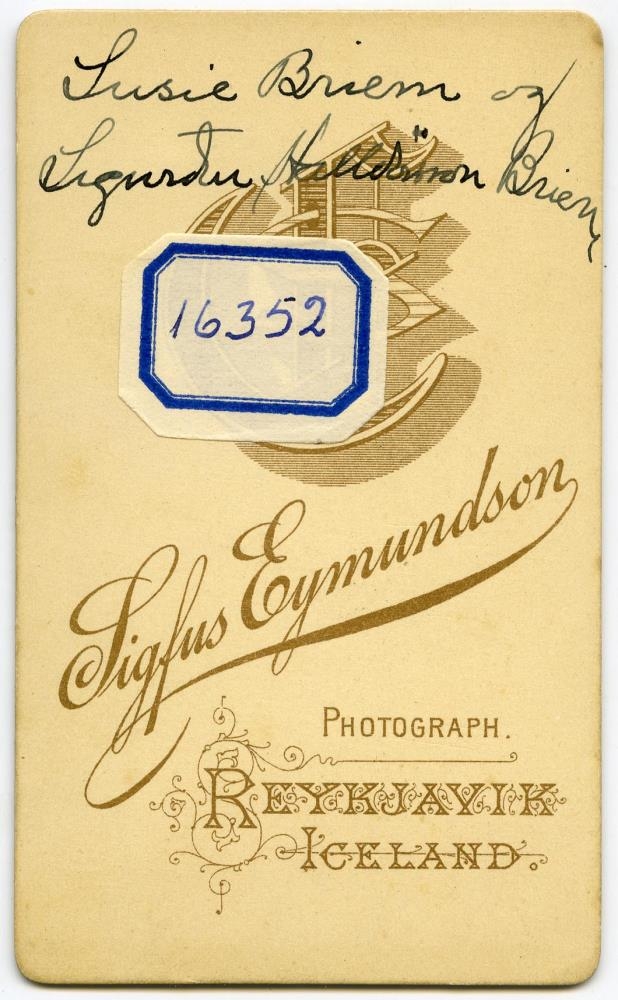 Susie Briem og
Sigurður Halldórsson Briem
16352
Sigfus Eymundson
PHOTOGRAPH.
REYKJAVIK
ICELAND.